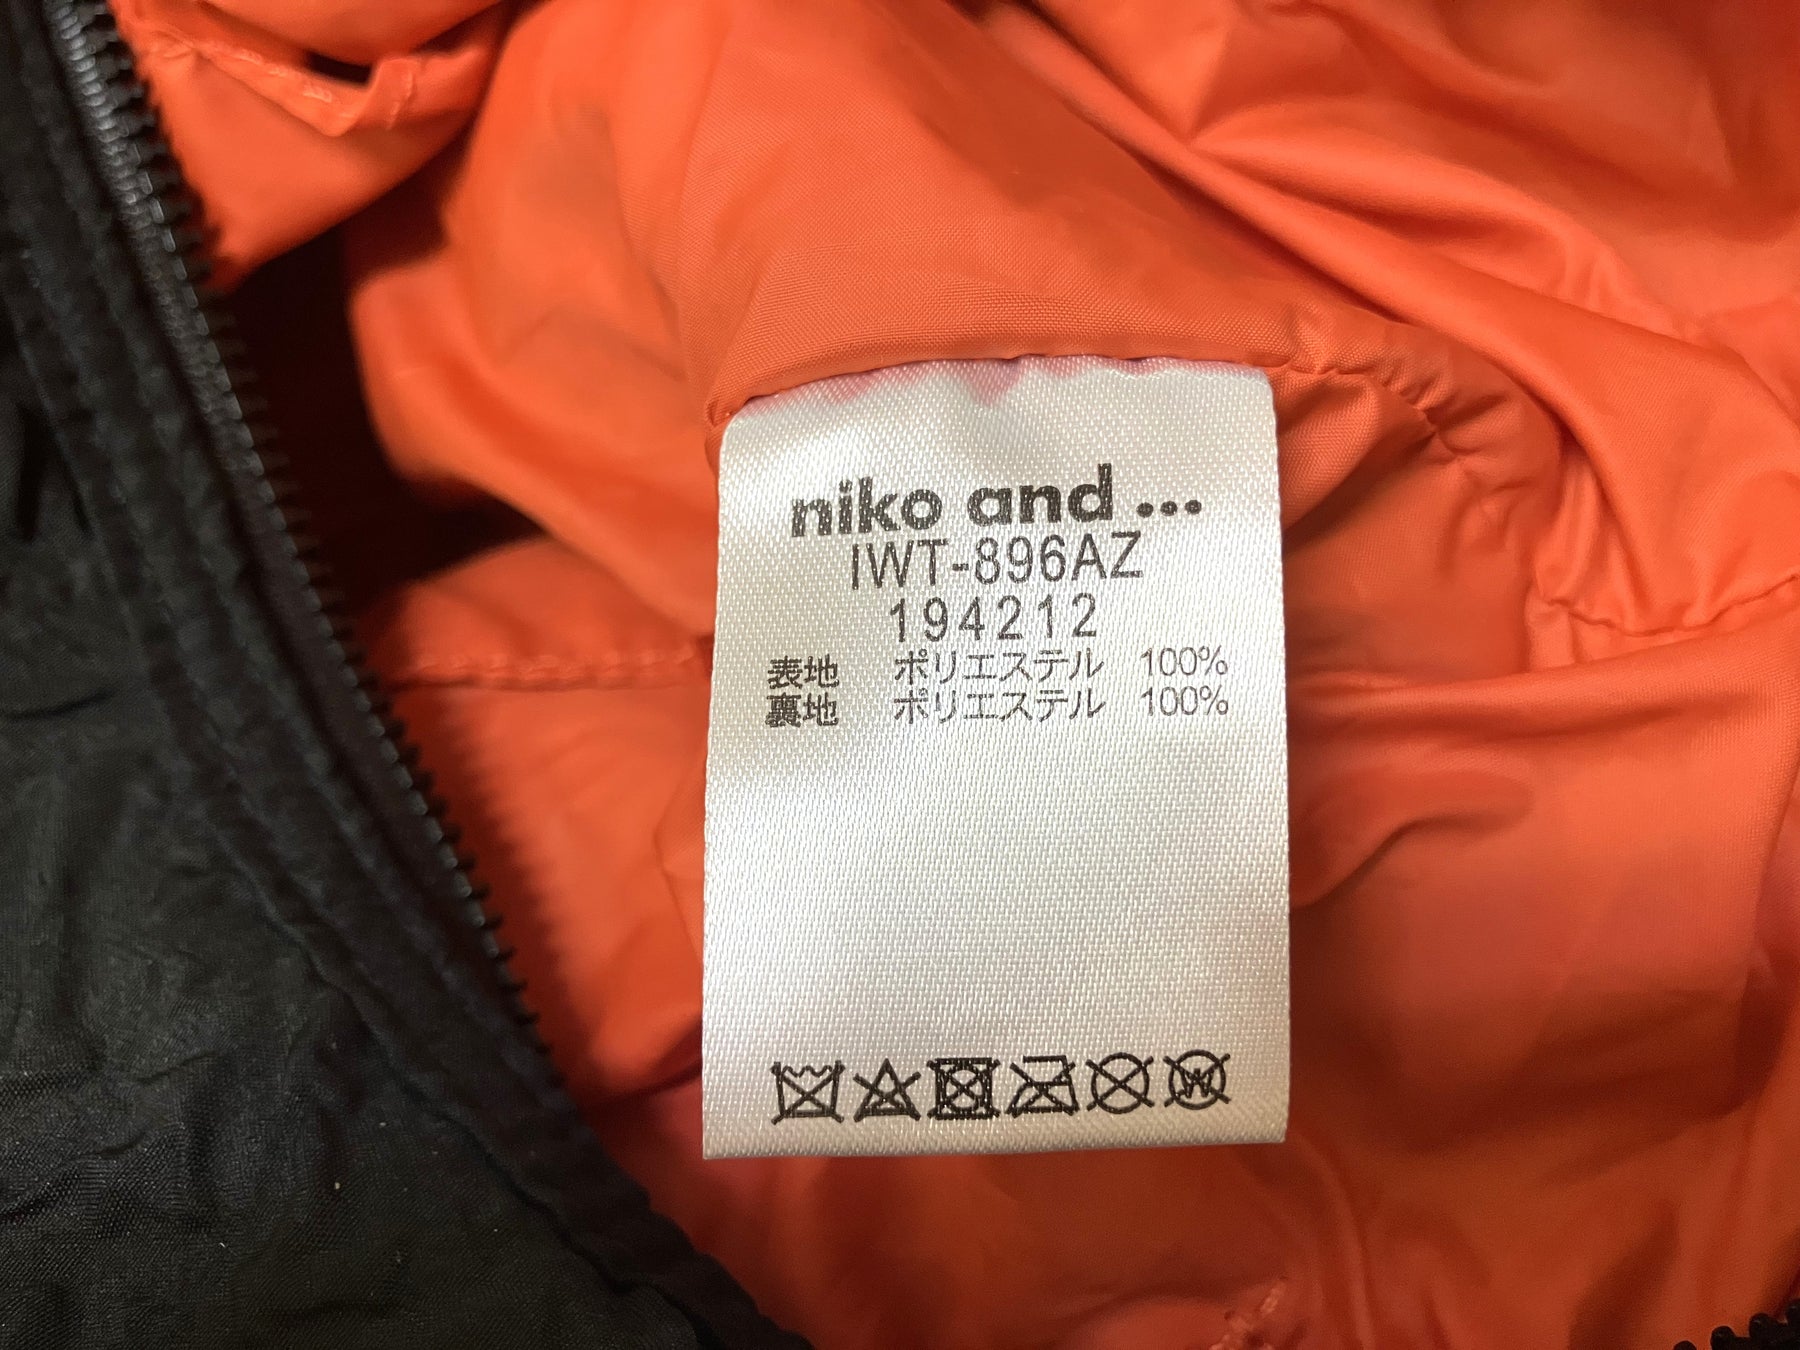 niko and ...
IWT-896AZ
194212
表地 ポリエステル 100%
裏地 ポリエステル 100%